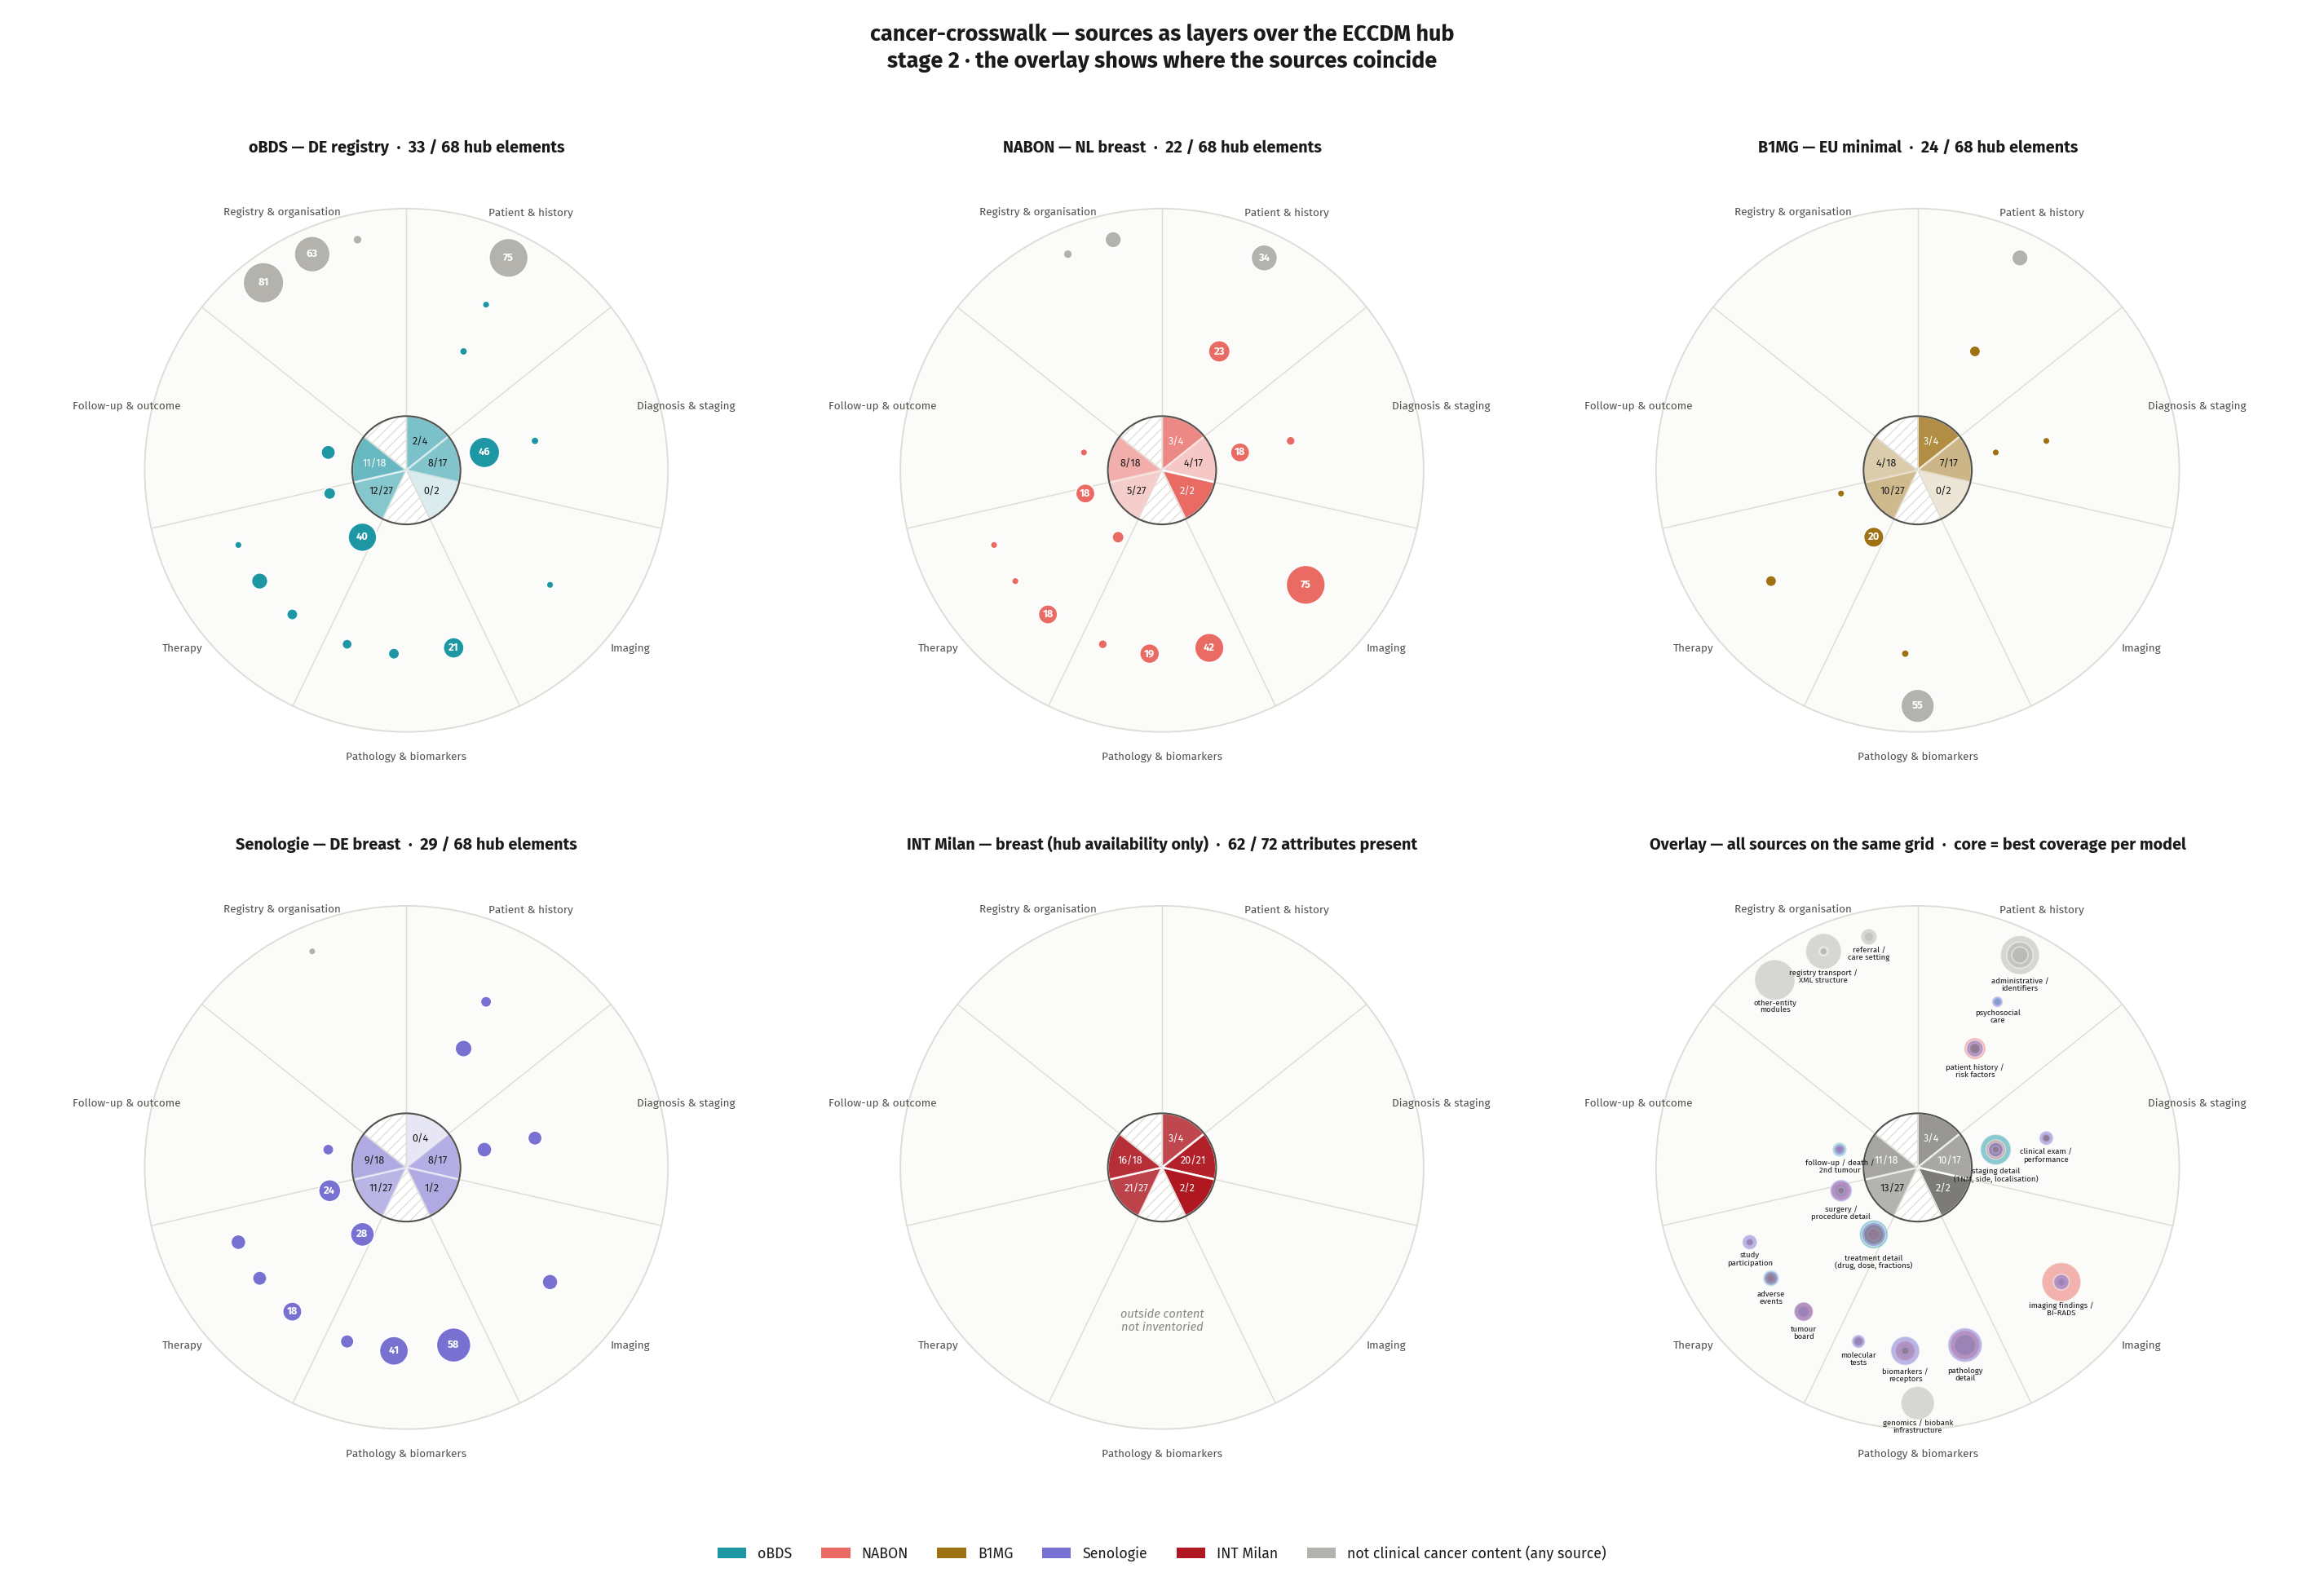 cancer-crosswalk — sources as layers over the ECCDM hub
stage 2 · the overlay shows where the sources coincide
oBDS — DE registry · 33 / 68 hub elements
Registry & organisation
Patient & history
63
75
81
Follow-up & outcome
Diagnosis & staging
2/4
11/18
8/17
46
12/27
0/2
40
Therapy
21
Imaging
Pathology & biomarkers
NABON — NL breast · 22 / 68 hub elements
Registry & organisation
Patient & history
34
23
Follow-up & outcome
Diagnosis & staging
3/4
18
8/18
4/17
18
5/27
2/2
75
18
Therapy
19
42
Imaging
Pathology & biomarkers
B1MG — EU minimal · 24 / 68 hub elements
Registry & organisation
Patient & history
Follow-up & outcome
Diagnosis & staging
3/4
4/18
7/17
10/27
0/2
20
Therapy
Imaging
55
Pathology & biomarkers
Senologie — DE breast · 29 / 68 hub elements
Registry & organisation
Patient & history
Follow-up & outcome
Diagnosis & staging
0/4
9/18
8/17
24
11/27
1/2
28
18
Therapy
41
58
Imaging
Pathology & biomarkers
INT Milan — breast (hub availability only) · 62 / 72 attributes present
Registry & organisation
Patient & history
Follow-up & outcome
Diagnosis & staging
3/4
16/18
20/21
21/27
2/2
outside content
not inventoried
Therapy
Imaging
Pathology & biomarkers
Overlay — all sources on the same grid · core = best coverage per model
Registry & organisation
Patient & history
referral /
care setting
registry transport /
XML structure
other-entity
modules
administrative /
identifiers
psychosocial
care
patient history /
risk factors
Follow-up & outcome
Diagnosis & staging
3/4
11/18
10/17
13/27
2/2
clinical exam /
performance
follow-up / death /
2nd tumour
staging detail
(TNM, side, localisation)
surgery /
procedure detail
treatment detail
(drug, dose, fractions)
study
participation
adverse
events
tumour
board
imaging findings /
BI-RADS
Therapy
molecular
tests
biomarkers /
receptors
pathology
detail
Imaging
genomics / biobank
infrastructure
Pathology & biomarkers
oBDS
NABON
B1MG
Senologie
INT Milan
not clinical cancer content (any source)